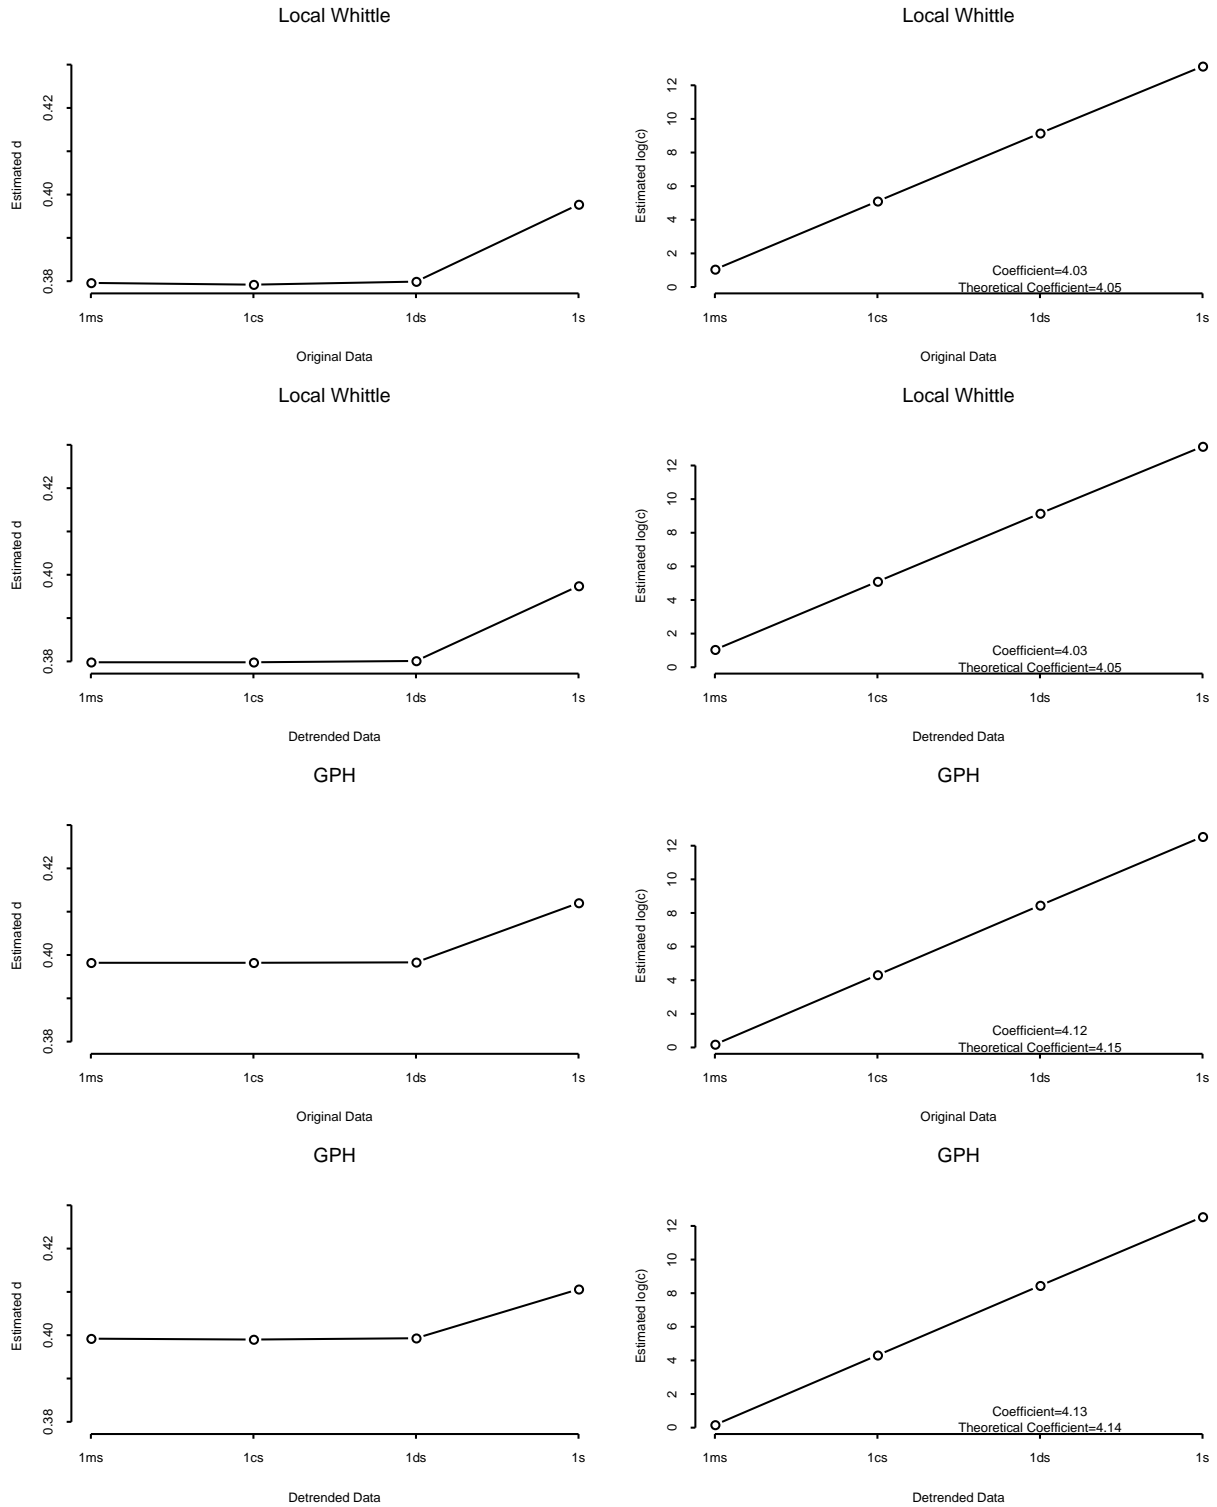 Local Whittle
Estimated d
0.42
0.40
0.38
1ms 1cs 1ds 1s
Original Data
Local Whittle
Estimated log(c)
12
10
8
6
4
2
0
Coefficient=4.03
Theoretical Coefficient=4.05
1ms 1cs 1ds 1s
Original Data
Local Whittle
Estimated d
0.42
0.40
0.38
1ms 1cs 1ds 1s
Detrended Data
Local Whittle
Estimated log(c)
12
10
8
6
4
2
0
Coefficient=4.03
Theoretical Coefficient=4.05
1ms 1cs 1ds 1s
Detrended Data
GPH
Estimated d
0.42
0.40
0.38
1ms 1cs 1ds 1s
Original Data
GPH
Estimated log(c)
12
10
8
6
4
2
0
Coefficient=4.12
Theoretical Coefficient=4.15
1ms 1cs 1ds 1s
Original Data
GPH
Estimated d
0.42
0.40
0.38
1ms 1cs 1ds 1s
Detrended Data
GPH
Estimated log(c)
12
10
8
6
4
2
0
Coefficient=4.13
Theoretical Coefficient=4.14
1ms 1cs 1ds 1s
Detrended Data